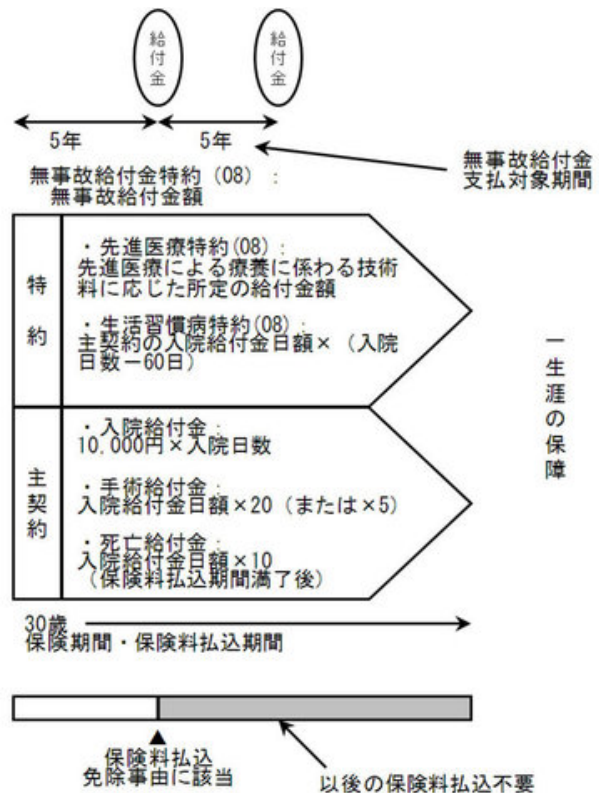 給付金
給付金
5年
5年
無事故給付金
支払対象期間
無事故給付金特約(08):
無事故給付金額
特約
・先進医療特約(08):
先進医療による療養に係わる技術
料に応じた所定の給付金額
・生活習慣病特約(08):
主契約の入院給付金日額×(入院
日数－60日)
一生涯の保障
主契約
・入院給付金:
10,000円×入院日数
・手術給付金:
入院給付金日額×20(または×5)
・死亡給付金:
入院給付金日額×10
(保険料払込期間満了後)
30歳
保険期間・保険料払込期間
保険料払込
免除事由に該当
以後の保険料払込不要